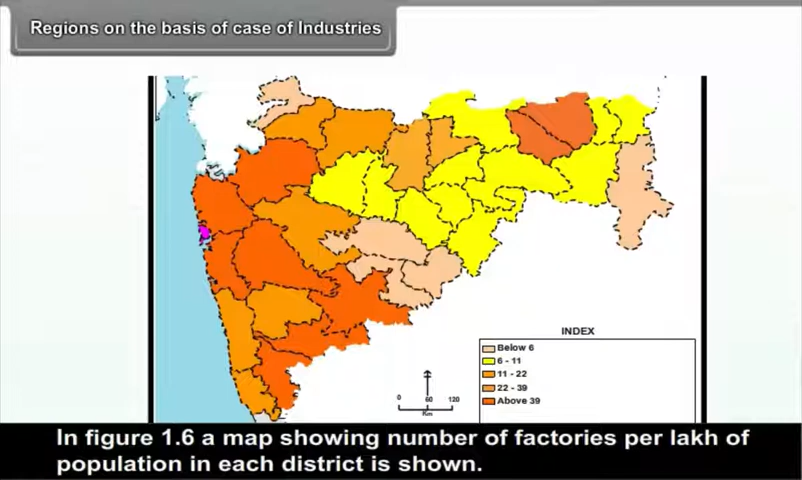 Regions on the basis of case of Industries
INDEX
Below 6
6 - 11
11 - 22
22 - 39
Above 39
0 60 120
Km
In figure 1.6 a map showing number of factories per lakh of
population in each district is shown.